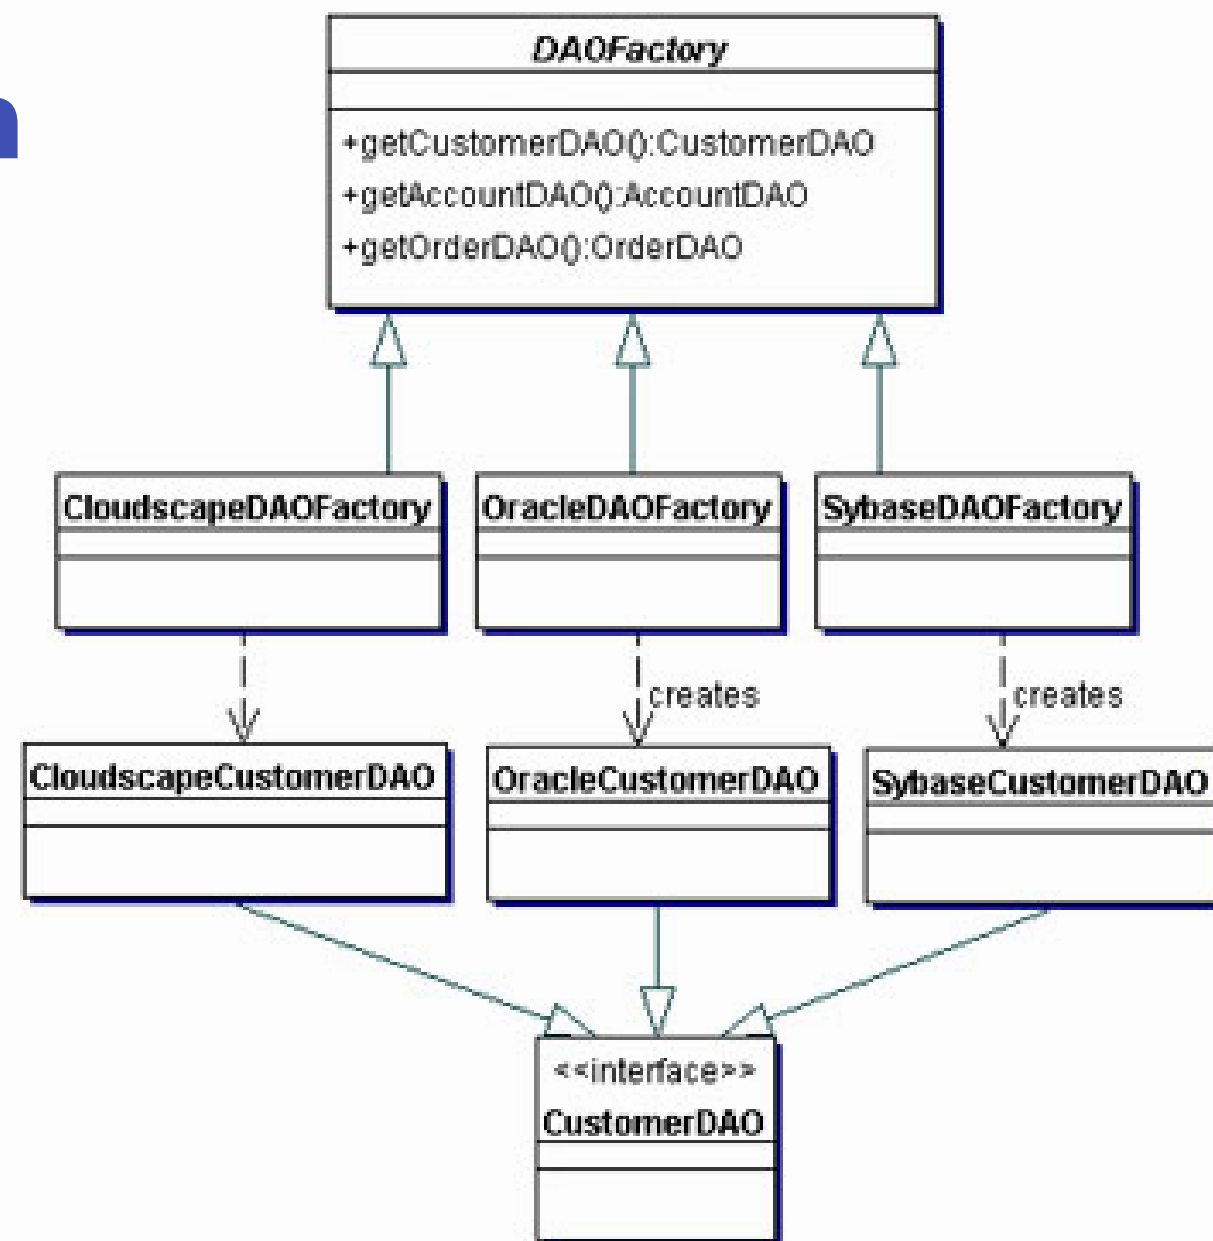 n
DAOFactory
+getCustomerDAO():CustomerDAO
+getAccountDAO():AccountDAO
+getOrderDAO():OrderDAO
CloudscapeDAOFactory
OracleDAOFactory
SybaseDAOFactory
creates
creates
CloudscapeCustomerDAO
OracleCustomerDAO
SybaseCustomerDAO
<<interface>>
CustomerDAO